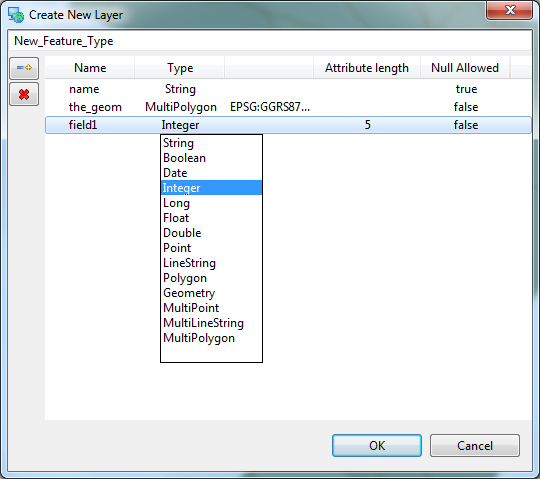 Create New Layer
New_Feature_Type
Name Type Attribute length Null Allowed
name String true
the_geom MultiPolygon EPSG:GGRS87... false
field1 Integer 5 false
String
Boolean
Date
Integer
Long
Float
Double
Point
LineString
Polygon
Geometry
MultiPoint
MultiLineString
MultiPolygon
OK Cancel